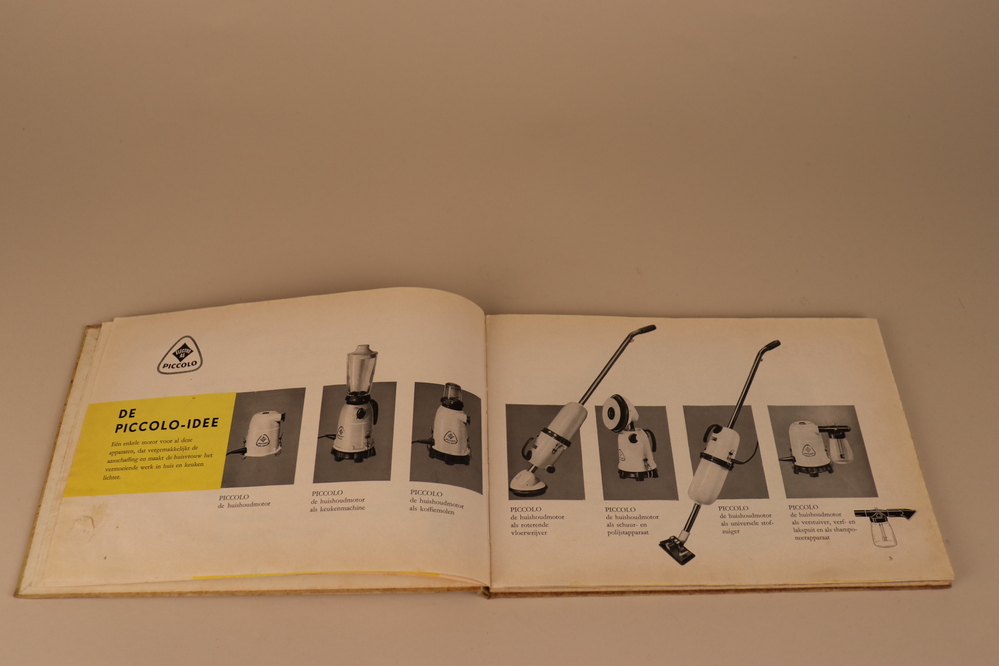 PICCOLO
DE
PICCOLO-IDEE
Eén enkele motor voor al deze
apparaten, dat vergemakkelijkt de
aanschaffing en maakt de huisvrouw het
vermoeiende werk in huis en keuken
lichter.
PICCOLO
de huishoudmotor
PICCOLO
de huishoudmotor
als keukenmachine
PICCOLO
de huishoudmotor
als koffiemolen
PICCOLO
de huishoudmotor
als roterende
vloerwrijver
PICCOLO
de huishoudmotor
als schuur- en
polijstapparaat
PICCOLO
de huishoudmotor
als universele stof-
zuiger
PICCOLO
de huishoudmotor
als verstuiver, verf- en
lakspuit en als shampo-
neerapparaat